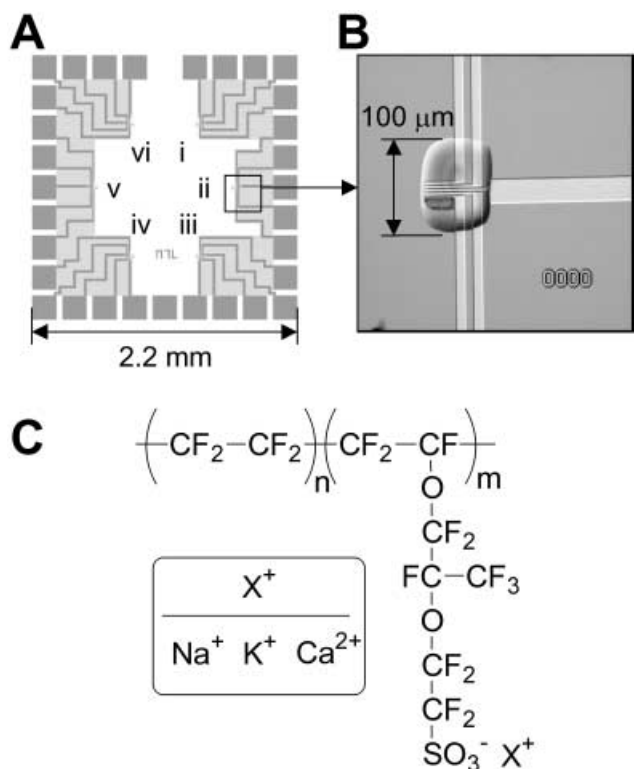 A
vi i
v ii
iv iii
2.2 mm
B
100 μm
0000
C
( CF₂ CF₂ )n ( CF₂ CF )m
O
CF₂
FC CF₃
O
CF₂
CF₂
SO₃⁻ X⁺
X⁺
Na⁺ K⁺ Ca²⁺